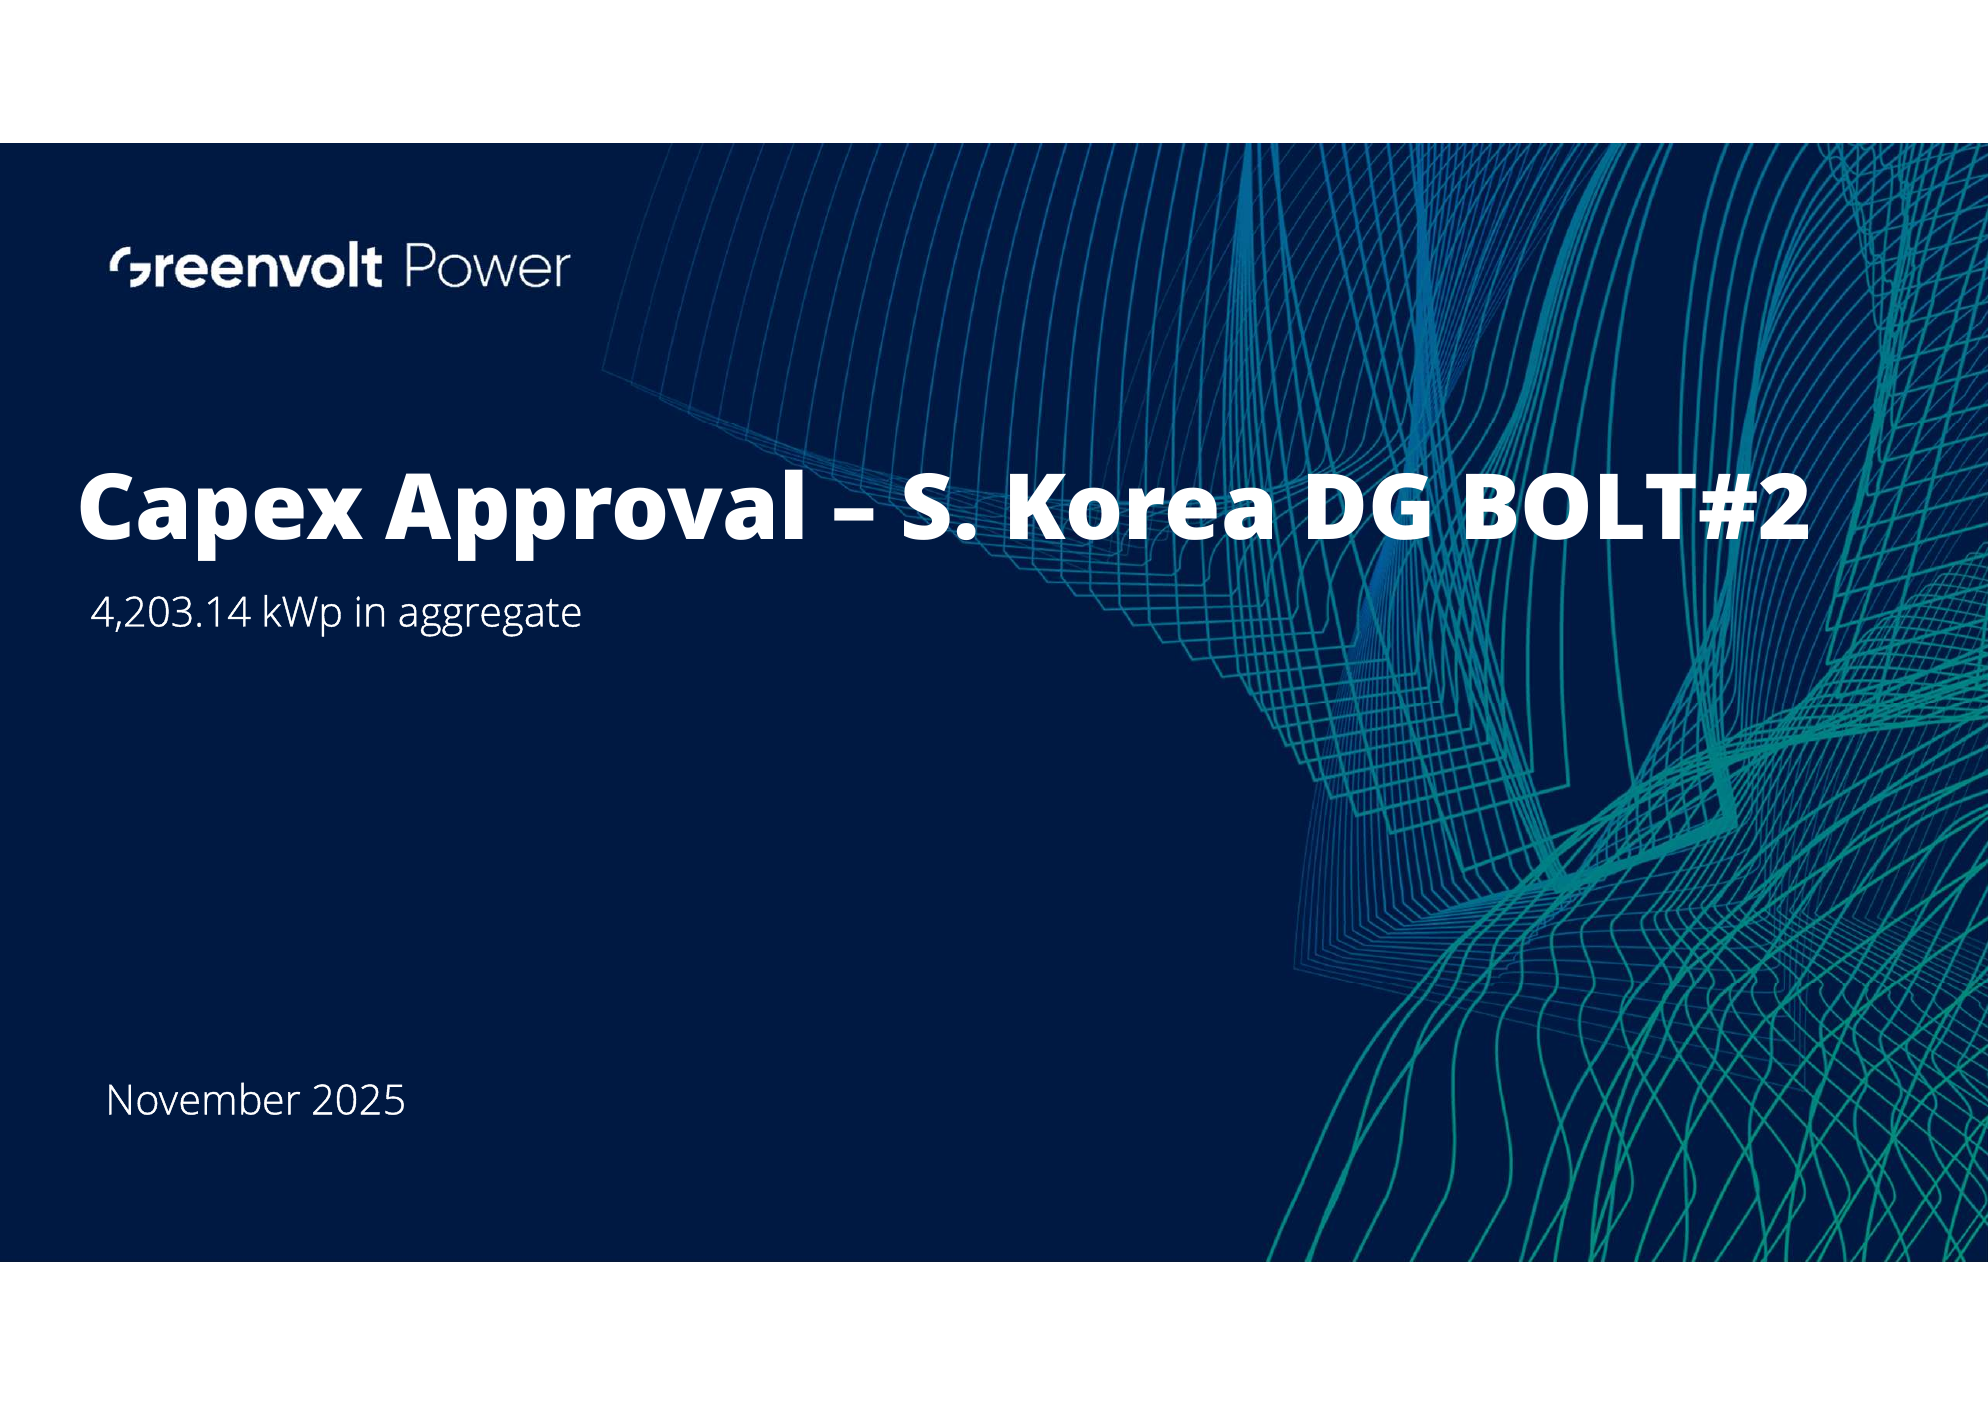 Greenvolt Power
Capex Approval – S. Korea DG BOLT#2
4,203.14 kWp in aggregate
November 2025